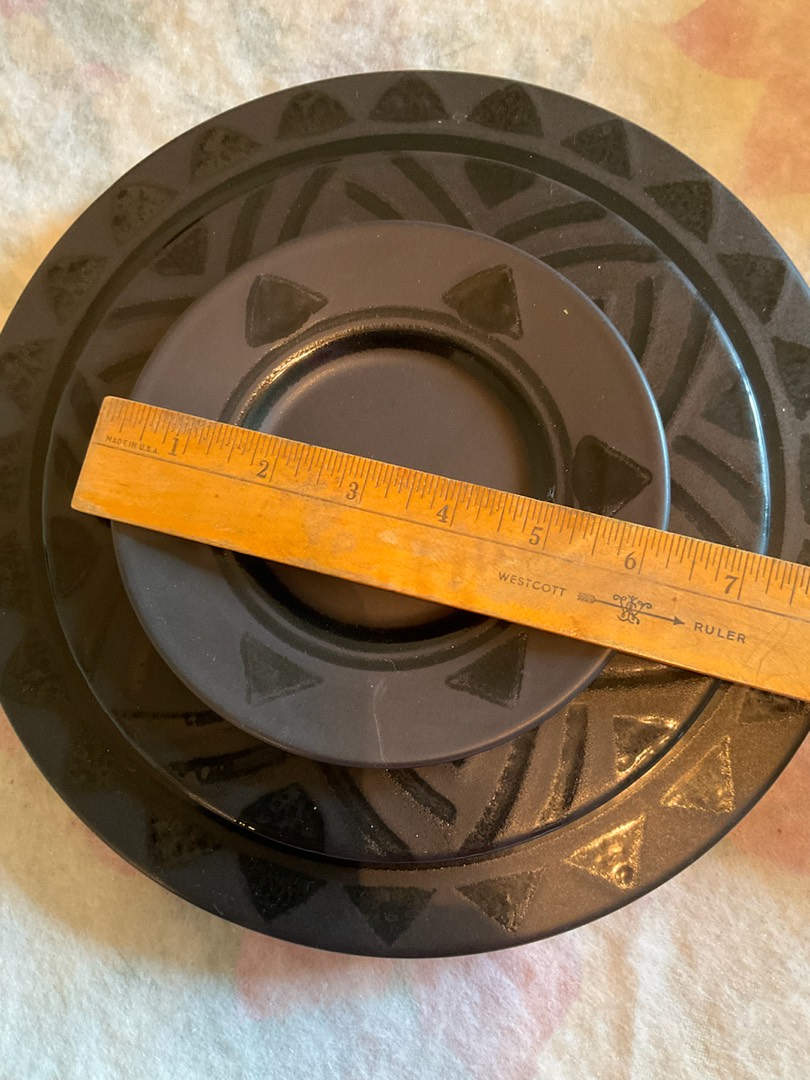 MADE IN U.S.A.
1 2 3 4 5 6 7
WESTCOTT RULER